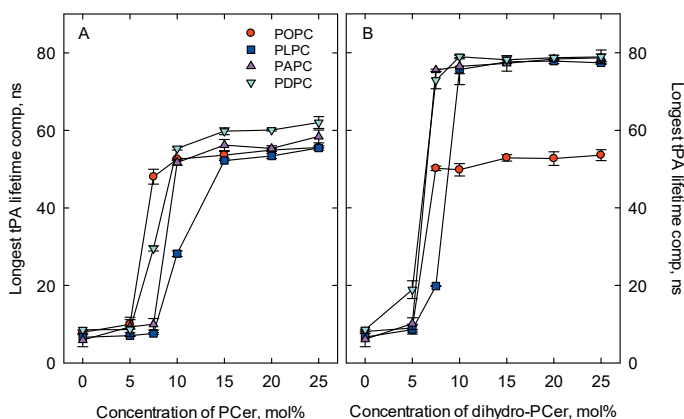 A
POPC
PLPC
PAPC
PDPC
B
Longest tPA lifetime comp, ns
80
60
40
20
0
0 5 10 15 20 25
Concentration of PCer, mol%
0 5 10 15 20 25
Concentration of dihydro-PCer, mol%
80
60
40
20
0
Longest tPA lifetime comp, ns